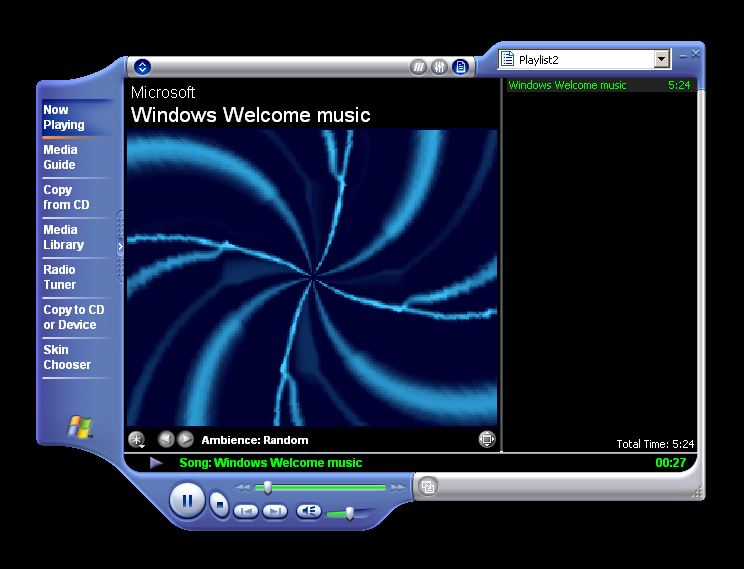 Playlist2
Microsoft
Windows Welcome music
Windows Welcome music 5:24
Now
Playing
Media
Guide
Copy
from CD
Media
Library
Radio
Tuner
Copy to CD
or Device
Skin
Chooser
Ambience: Random
Total Time: 5:24
Song: Windows Welcome music 00:27